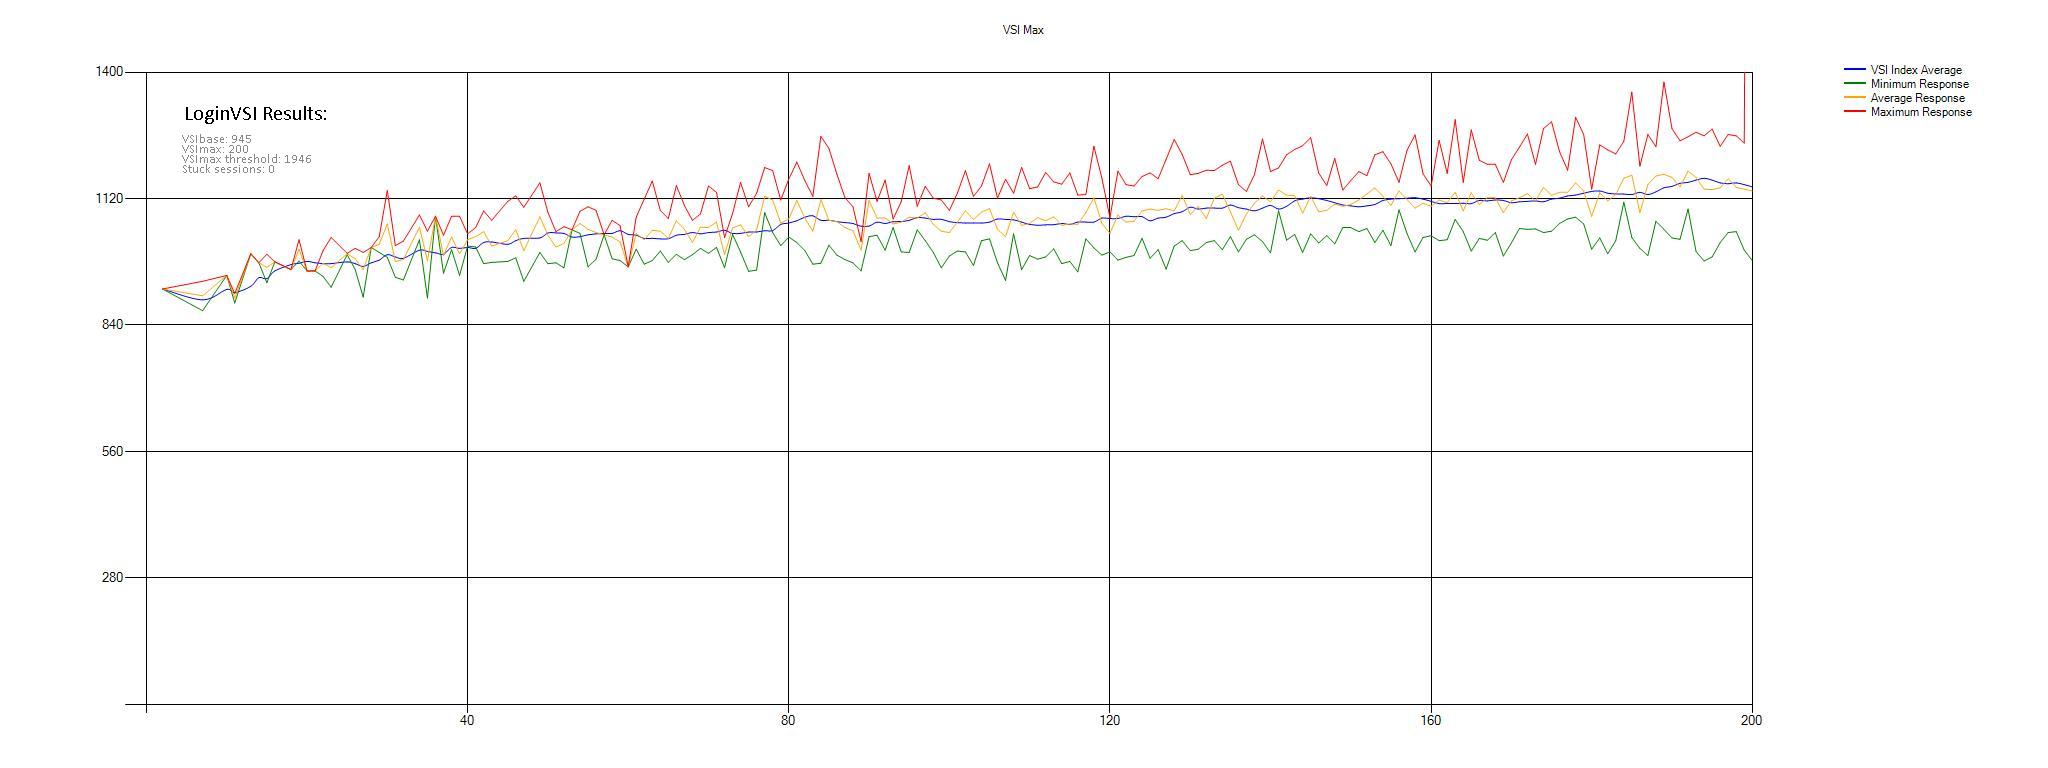 VSI Max
1400
1120
840
560
280
40
80
120
160
200
LoginVSI Results:
VSIbase: 945
VSImax: 200
VSImax threshold: 1946
Stuck sessions: 0
VSI Index Average
Minimum Response
Average Response
Maximum Response